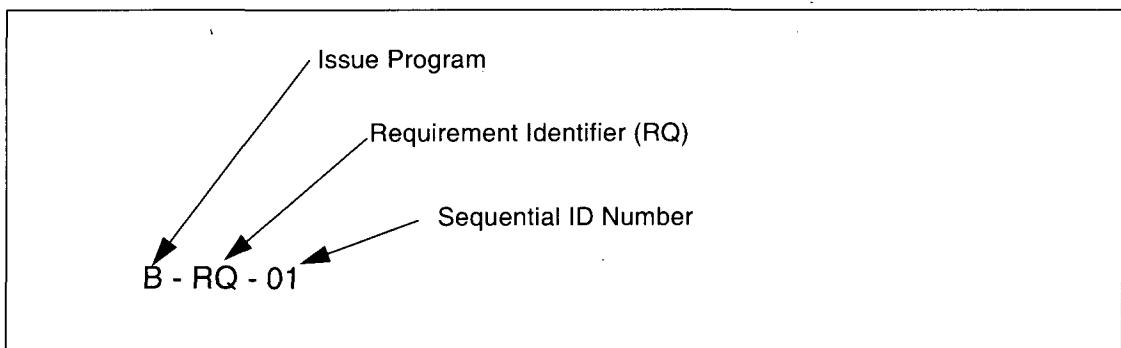 Issue Program
Requirement Identifier (RQ)
Sequential ID Number
B - RQ - 01